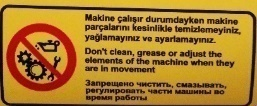 Makine çalışır durumdayken makine
parçalarını kesinlikle temizlemeyiniz,
yağlamayınız ve ayarlamayınız.
Don't clean, grease or adjust the
elements of the machine when they
are in movement
Запрещено чистить, смазывать,
регулировать части машины во
время работы